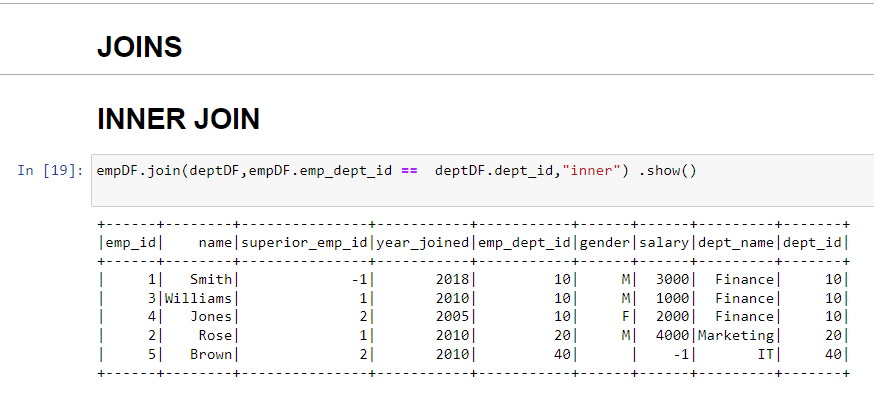 JOINS
INNER JOIN
In [19]: empDF.join(deptDF,empDF.emp_dept_id ==  deptDF.dept_id,"inner") .show()
+------+--------+---------------+-----------+-----------+------+------+---------+-------+
|emp_id|    name|superior_emp_id|year_joined|emp_dept_id|gender|salary|dept_name|dept_id|
+------+--------+---------------+-----------+-----------+------+------+---------+-------+
|     1|   Smith|             -1|       2018|         10|     M|  3000|  Finance|     10|
|     3|Williams|              1|       2010|         10|     M|  1000|  Finance|     10|
|     4|   Jones|              2|       2005|         10|     F|  2000|  Finance|     10|
|     2|    Rose|              1|       2010|         20|     M|  4000|Marketing|     20|
|     5|   Brown|              2|       2010|         40|      |    -1|       IT|     40|
+------+--------+---------------+-----------+-----------+------+------+---------+-------+